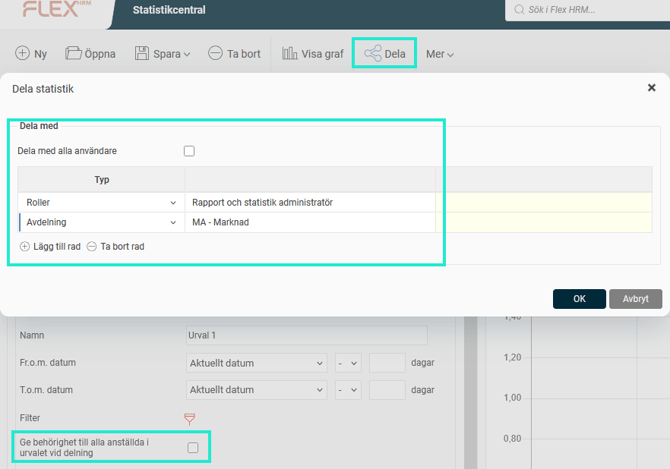 FLEX HRM
Statistikcentral
Sök i Flex HRM...
Ny Öppna Spara Ta bort Visa graf Dela Mer
Dela statistik
Dela med
Dela med alla användare
Typ
Roller Rapport och statistik administratör
Avdelning MA - Marknad
Lägg till rad Ta bort rad
OK Avbryt
1,40
Namn Urval 1
Fr.o.m. datum Aktuellt datum - dagar
1,20
T.o.m. datum Aktuellt datum - dagar
1,00
Filter
Ge behörighet till alla anställda i
urvalet vid delning
0,80